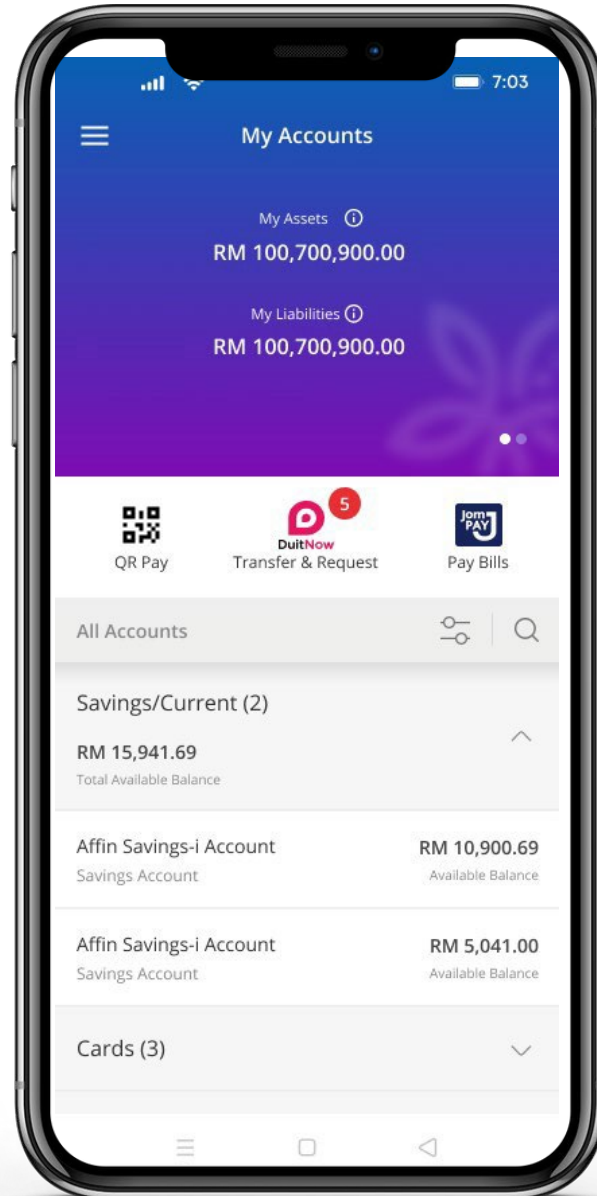 7:03
My Accounts
My Assets
RM 100,700,900.00
My Liabilities
RM 100,700,900.00
5
DuitNow
Jom
PAY
QR Pay
Transfer & Request
Pay Bills
All Accounts
Savings/Current (2)
RM 15,941.69
Total Available Balance
Affin Savings-i Account
RM 10,900.69
Savings Account
Available Balance
Affin Savings-i Account
RM 5,041.00
Savings Account
Available Balance
Cards (3)